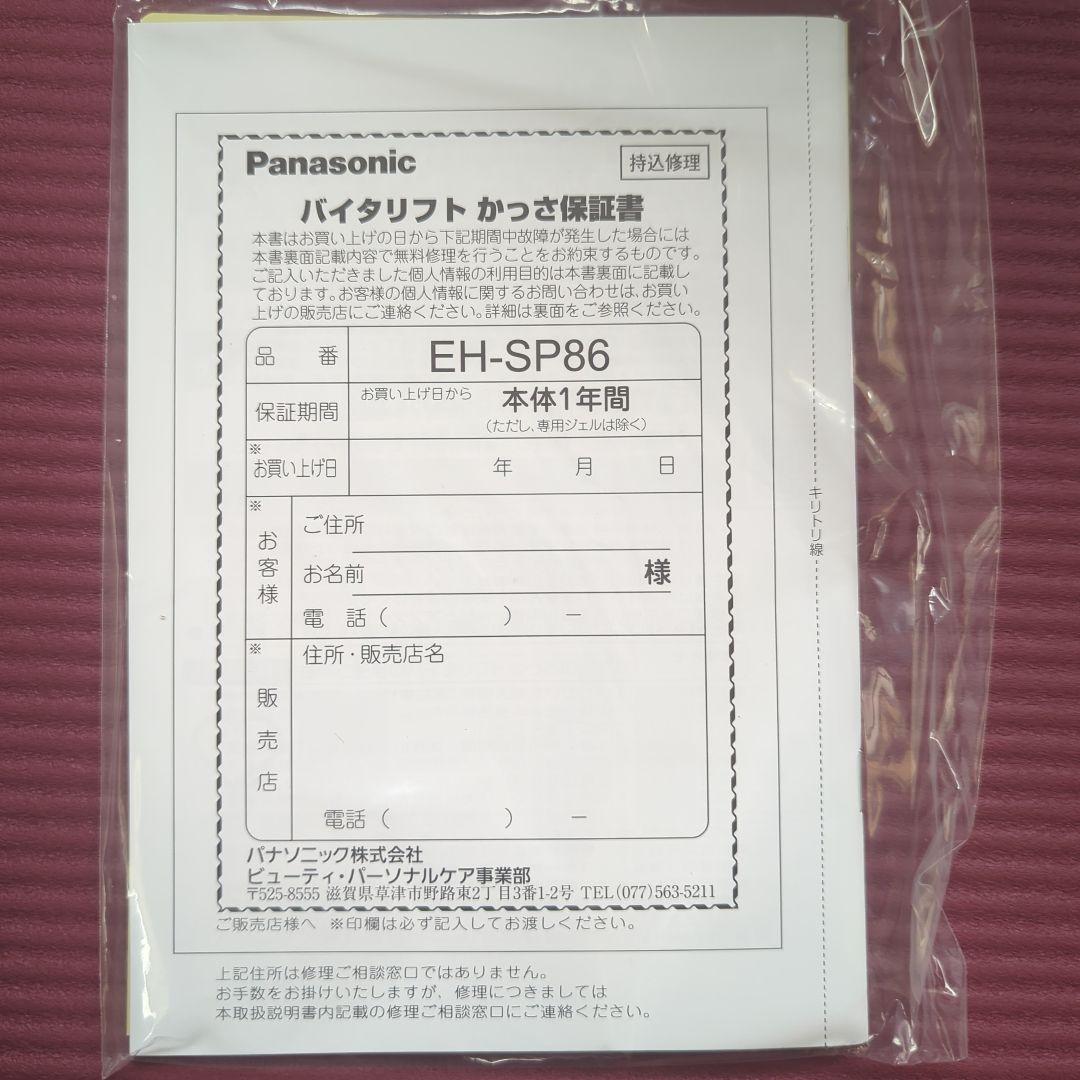 Panasonic
持込修理
バイタリフト かっさ保証書
本書はお買い上げの日から下記期間中故障が発生した場合には
本書裏面記載内容で無料修理を行うことをお約束するものです。
ご記入いただきました個人情報の利用目的は本書裏面に記載し
ております。お客様の個人情報に関するお問い合わせは、お買い
上げの販売店にご連絡ください。詳細は裏面をご参照ください。
品 番 EH-SP86
保証期間 お買い上げ日から 本体1年間
(ただし、専用ジェルは除く)
※
お買い上げ日 年 月 日
※
お客様
ご住所
お名前 様
電 話 ( ) ー
※
販売店
住所・販売店名
電話 ( ) ー
パナソニック株式会社
ビューティ・パーソナルケア事業部
〒525-8555 滋賀県草津市野路東2丁目3番1-2号 TEL(077)563-5211
ご販売店様へ ※印欄は必ず記入してお渡しください。
上記住所は修理ご相談窓口ではありません。
お手数をお掛けいたしますが、修理につきましては
本取扱説明書内記載の修理ご相談窓口にご連絡ください。
キリトリ線